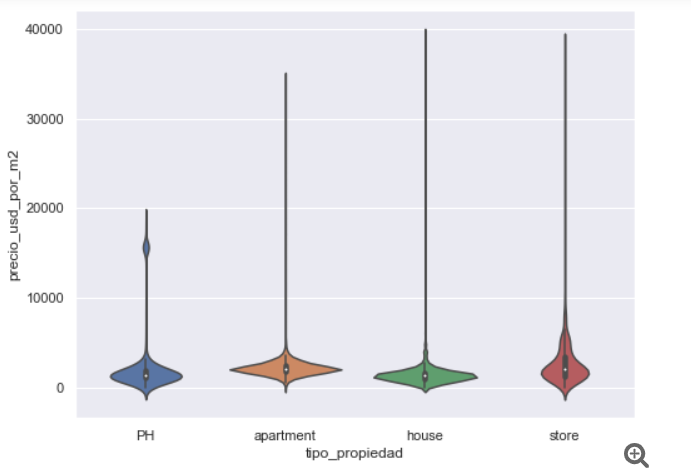 40000
30000
20000
10000
0
precio_usd_por_m2
PH apartment house store
tipo_propiedad